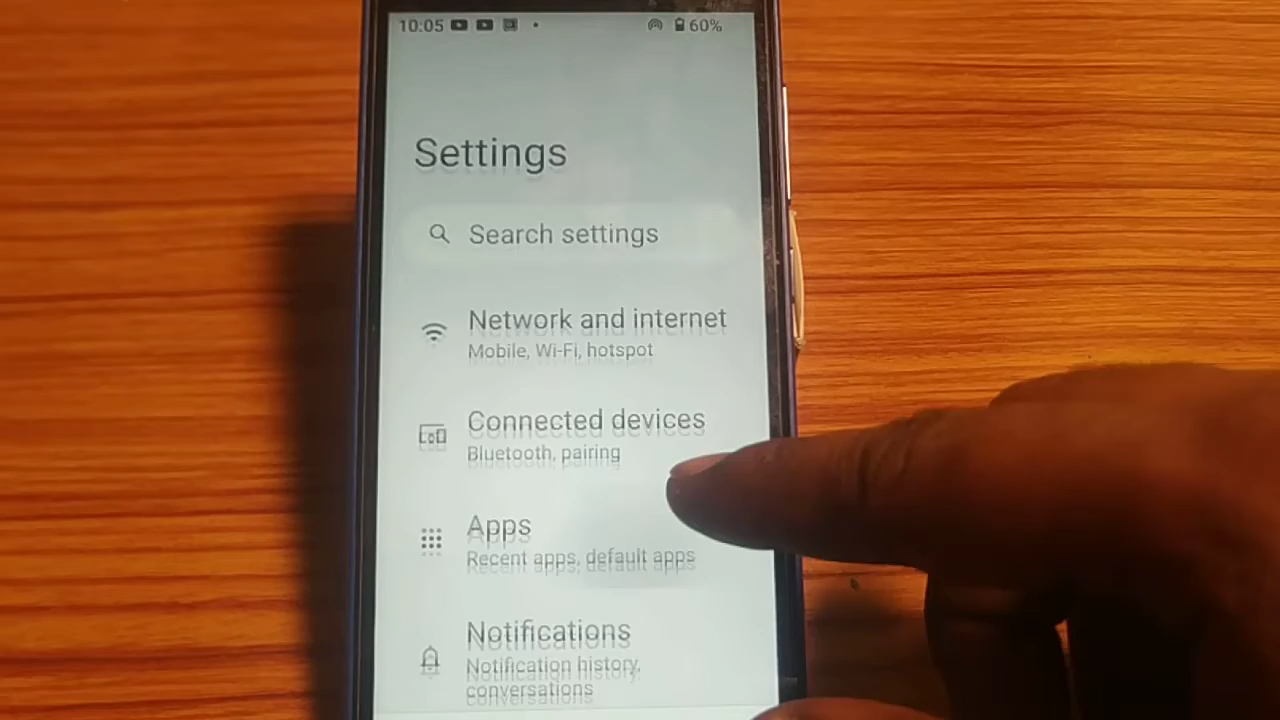 10:05 60%
Settings
Search settings
Network and internet
Mobile, Wi-Fi, hotspot
Connected devices
Bluetooth, pairing
Apps
Recent apps, default apps
Notifications
Notification history,
conversations